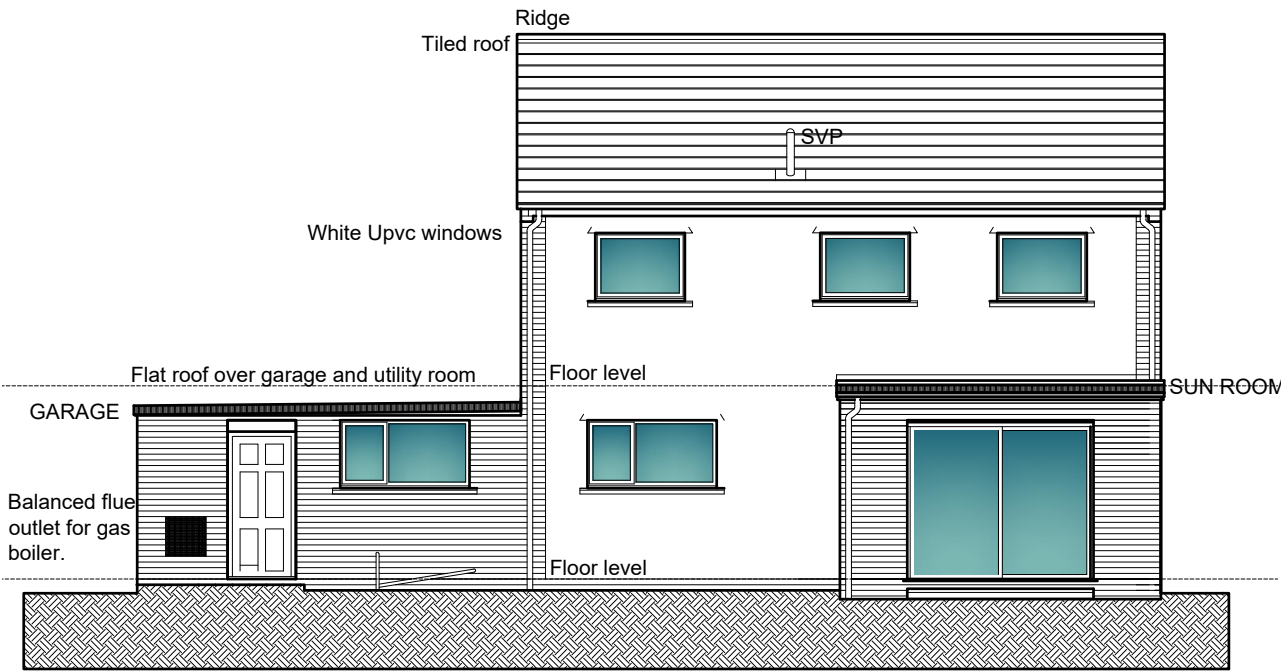 Ridge
Tiled roof
SVP
White Upvc windows
Flat roof over garage and utility room
Floor level
SUN ROOM
GARAGE
Balanced flue
outlet for gas
boiler.
Floor level